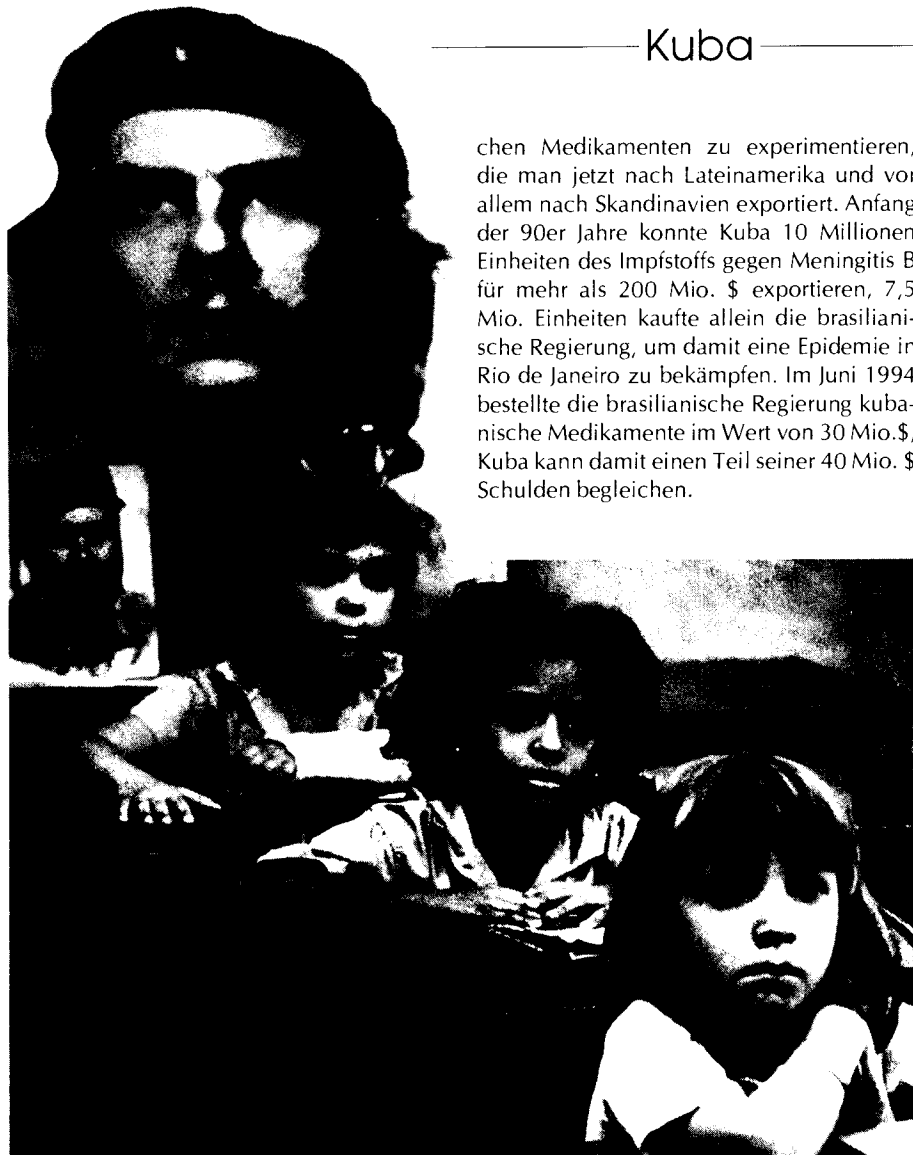 Kuba
chen Medikamenten zu experimentieren,
die man jetzt nach Lateinamerika und vor
allem nach Skandinavien exportiert. Anfang
der 90er Jahre konnte Kuba 10 Millionen
Einheiten des Impfstoffs gegen Meningitis B
für mehr als 200 Mio. $ exportieren, 7,5
Mio. Einheiten kaufte allein die brasiliani-
sche Regierung, um damit eine Epidemie in
Rio de Janeiro zu bekämpfen. Im Juni 1994
bestellte die brasilianische Regierung kuba-
nische Medikamente im Wert von 30 Mio.$,
Kuba kann damit einen Teil seiner 40 Mio. $
Schulden begleichen.